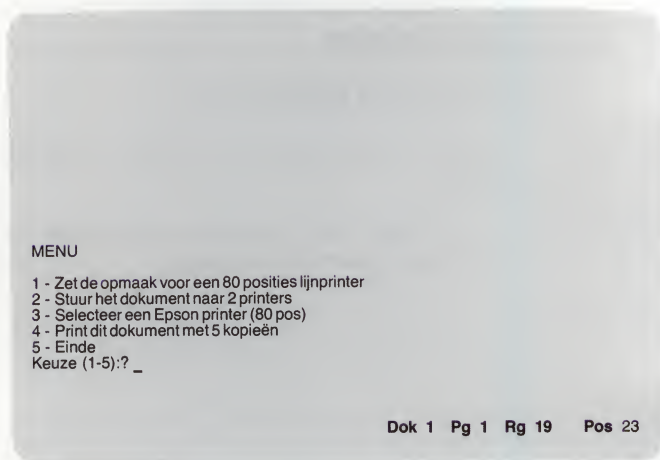 MENU
1 - Zet de opmaak voor een 80 posities lijnprinter
2 - Stuur het dokument naar 2 printers
3 - Selecteer een Epson printer (80 pos)
4 - Print dit dokument met 5 kopieën
5 - Einde
Keuze (1-5):? _
Dok 1 Pg 1 Rg 19 Pos 23